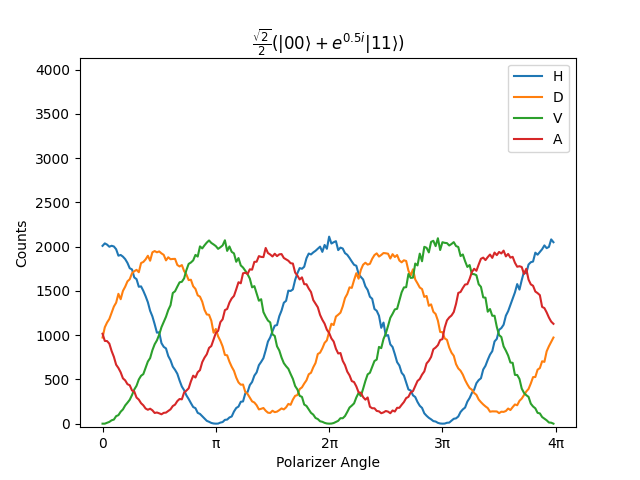 √2/2(|00⟩ + e^0.5i|11⟩)
H
D
V
A
4000
3500
3000
2500
2000
1500
1000
500
0
Counts
0 π 2π 3π 4π
Polarizer Angle